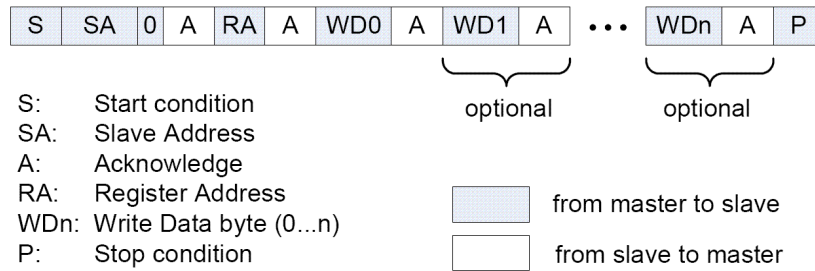 S SA 0 A RA A WD0 A WD1 A ••• WDn A P
optional optional
S: Start condition
SA: Slave Address
A: Acknowledge
RA: Register Address
WDn: Write Data byte (0...n)
P: Stop condition
from master to slave
from slave to master